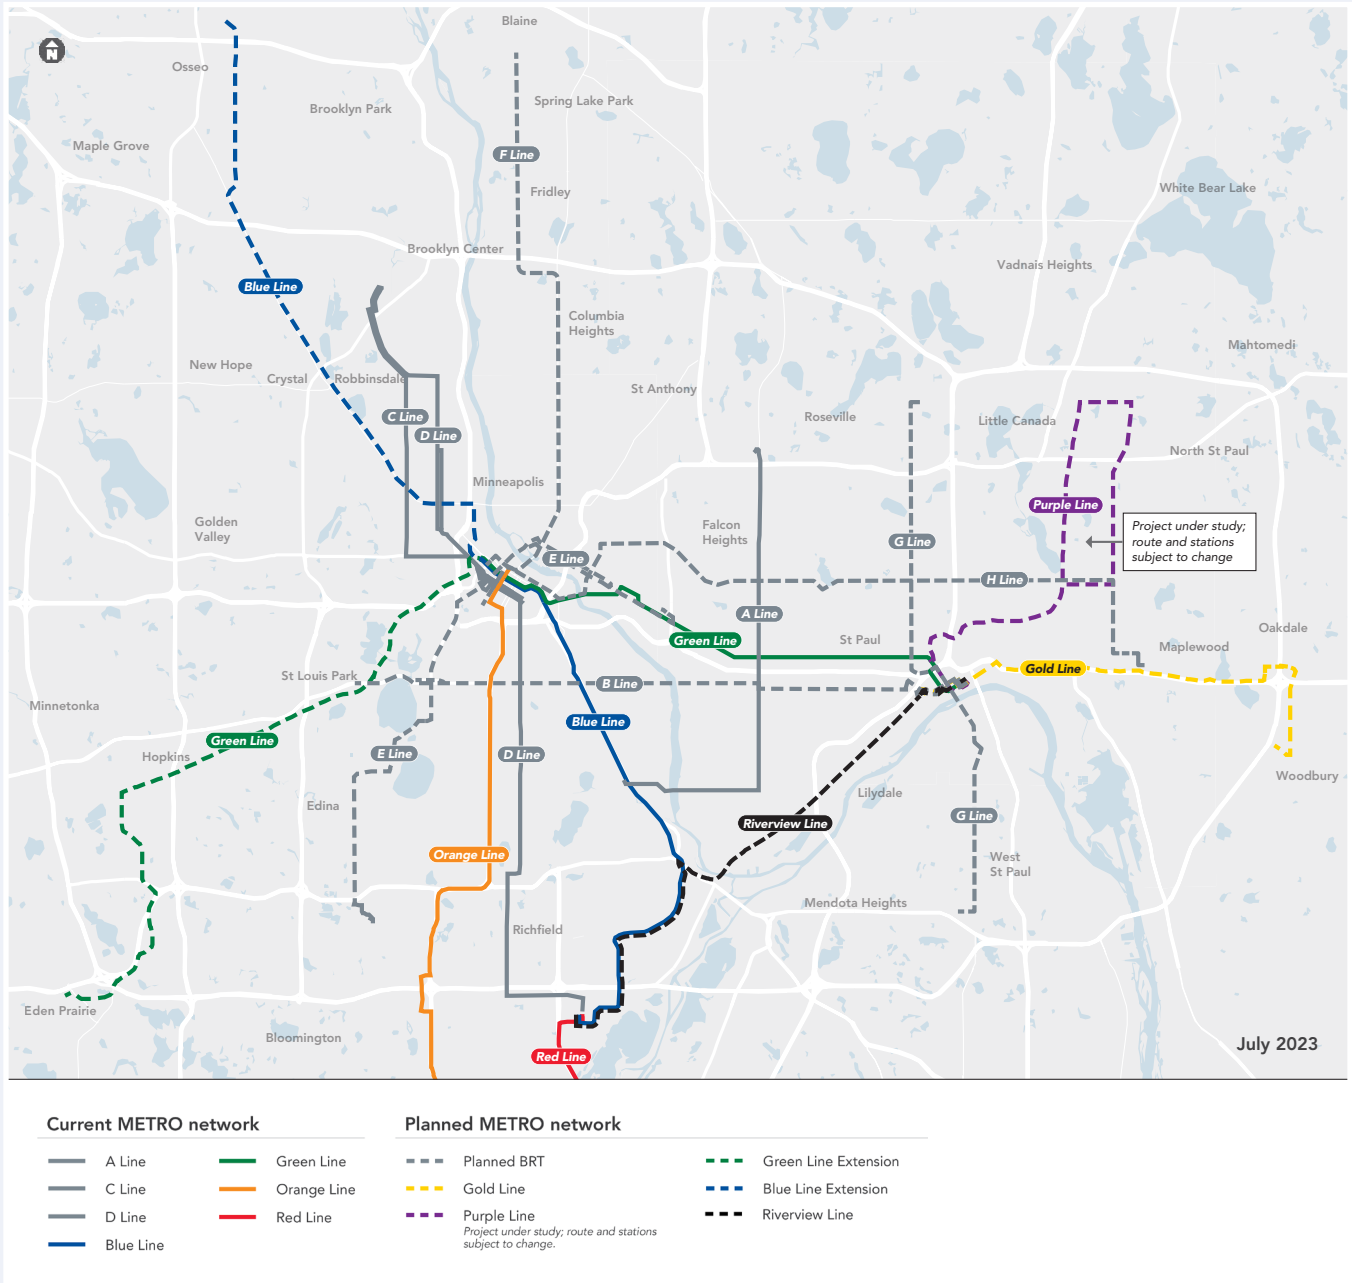 Blaine
N
Osseo
Spring Lake Park
Brooklyn Park
Maple Grove
F Line
Fridley
White Bear Lake
Brooklyn Center
Vadnais Heights
Blue Line
Columbia
Heights
Mahtomedi
New Hope
Crystal
Robbinsdale
St Anthony
C Line
Roseville
Little Canada
D Line
North St Paul
Minneapolis
Purple Line
Golden
Valley
Falcon
Heights
Project under study;
route and stations
subject to change
G Line
E Line
H Line
A Line
Green Line
St Paul
Oakdale
Maplewood
Gold Line
St Louis Park
B Line
Minnetonka
Blue Line
Green Line
Hopkins
E Line
D Line
Woodbury
Lilydale
Edina
G Line
Riverview Line
Orange Line
West
St Paul
Mendota Heights
Richfield
Eden Prairie
Bloomington
July 2023
Red Line
Current METRO network
A Line
C Line
D Line
Blue Line
Green Line
Orange Line
Red Line
Planned METRO network
Planned BRT
Gold Line
Purple Line
Project under study; route and stations
subject to change.
Green Line Extension
Blue Line Extension
Riverview Line